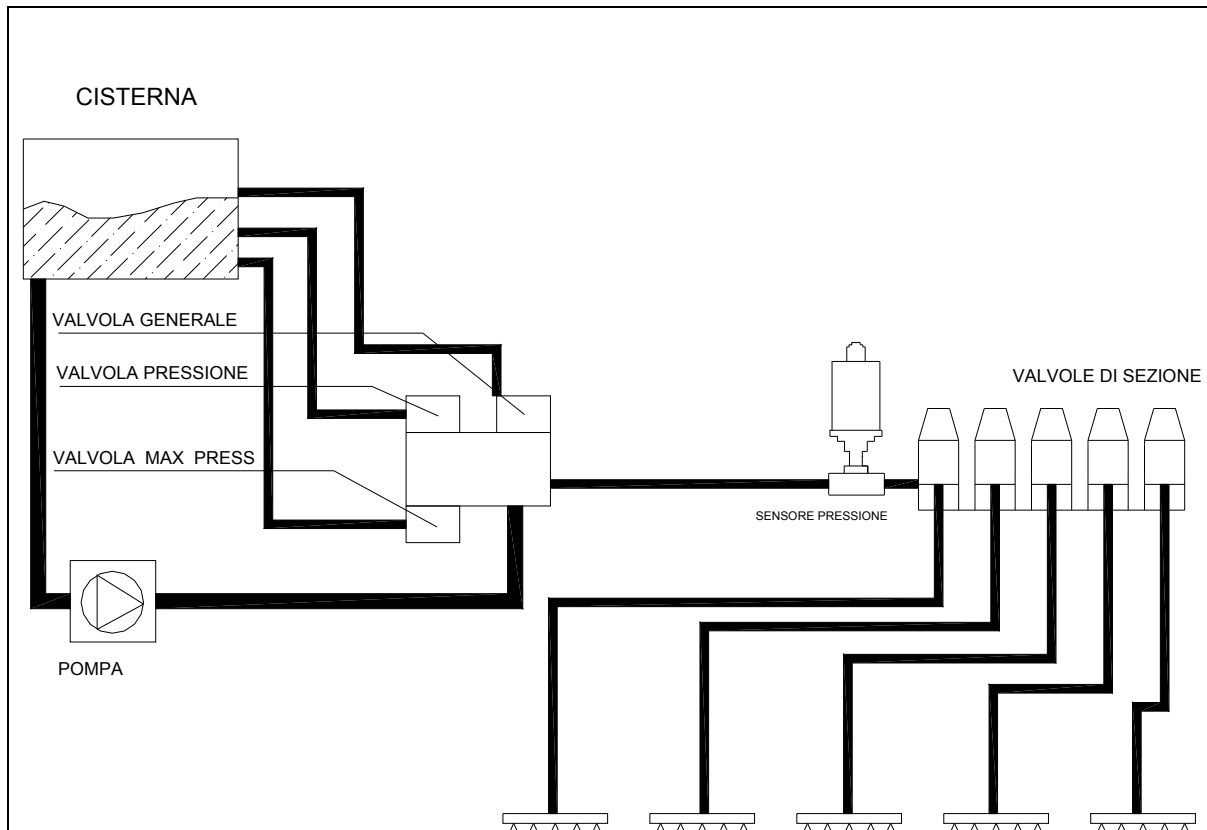 CISTERNA
VALVOLA GENERALE
VALVOLA PRESSIONE
VALVOLA MAX PRESS
POMPA
SENSORE PRESSIONE
VALVOLE DI SEZIONE